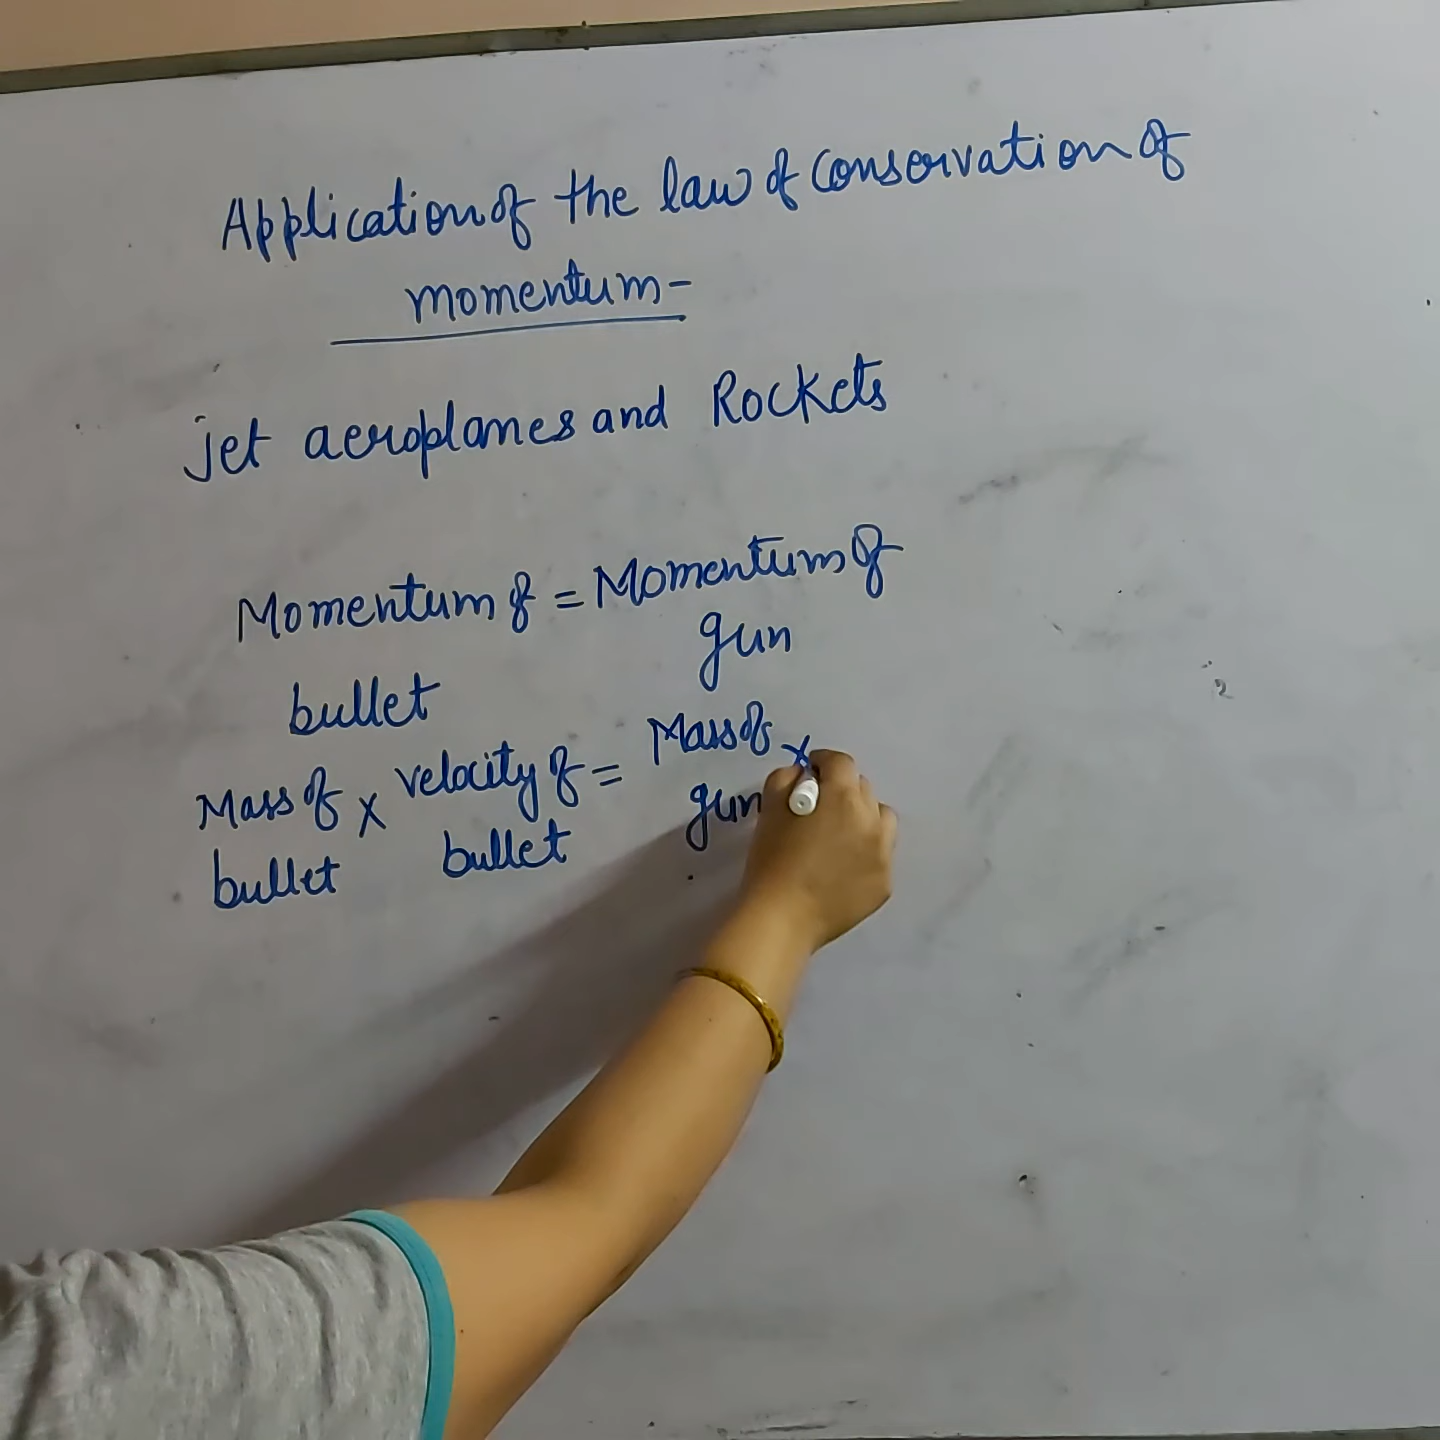 Application of the law of conservation of
momentum-
jet aeroplanes and Rockets
Momentum of = Momentum of
gun
bullet
Mass of x velocity of = Mass of x
bullet bullet gun